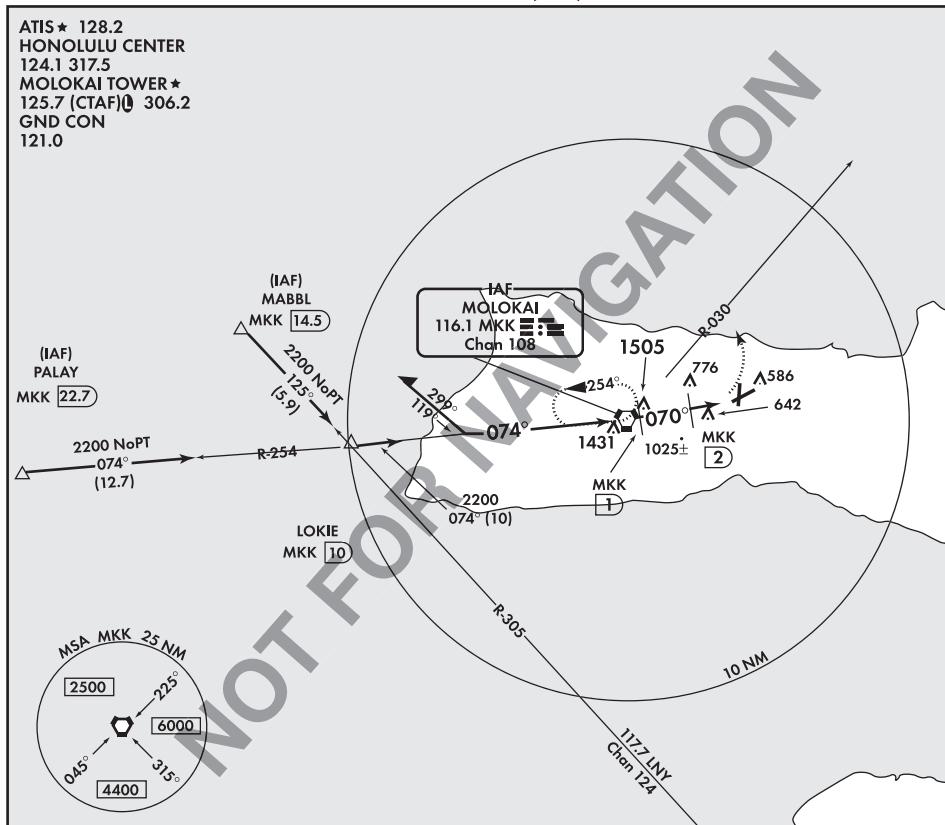 ATIS★ 128.2
HONOLULU CENTER
124.1 317.5
MOLOKAI TOWER★
125.7 (CTAF)Ⓛ 306.2
GND CON
121.0
(IAF)
MABBL
MKK 14.5
(IAF)
PALAY
MKK 22.7
2200 NoPT
125°
(5.9)
2200 NoPT
074°
(12.7)
R-254
IAF
MOLOKAI
116.1 MKK
Chan 108
R-030
1505
776
586
642
254°
299°
119°
074°
070°
1431
1025±
MKK
2
MKK
1
2200
074° (10)
LOKIE
MKK 10
R-305
10 NM
117.7 LNY
Chan 124
MSA MKK 25 NM
2500
225°
6000
045°
315°
4400
NOT FOR NAVIGATION